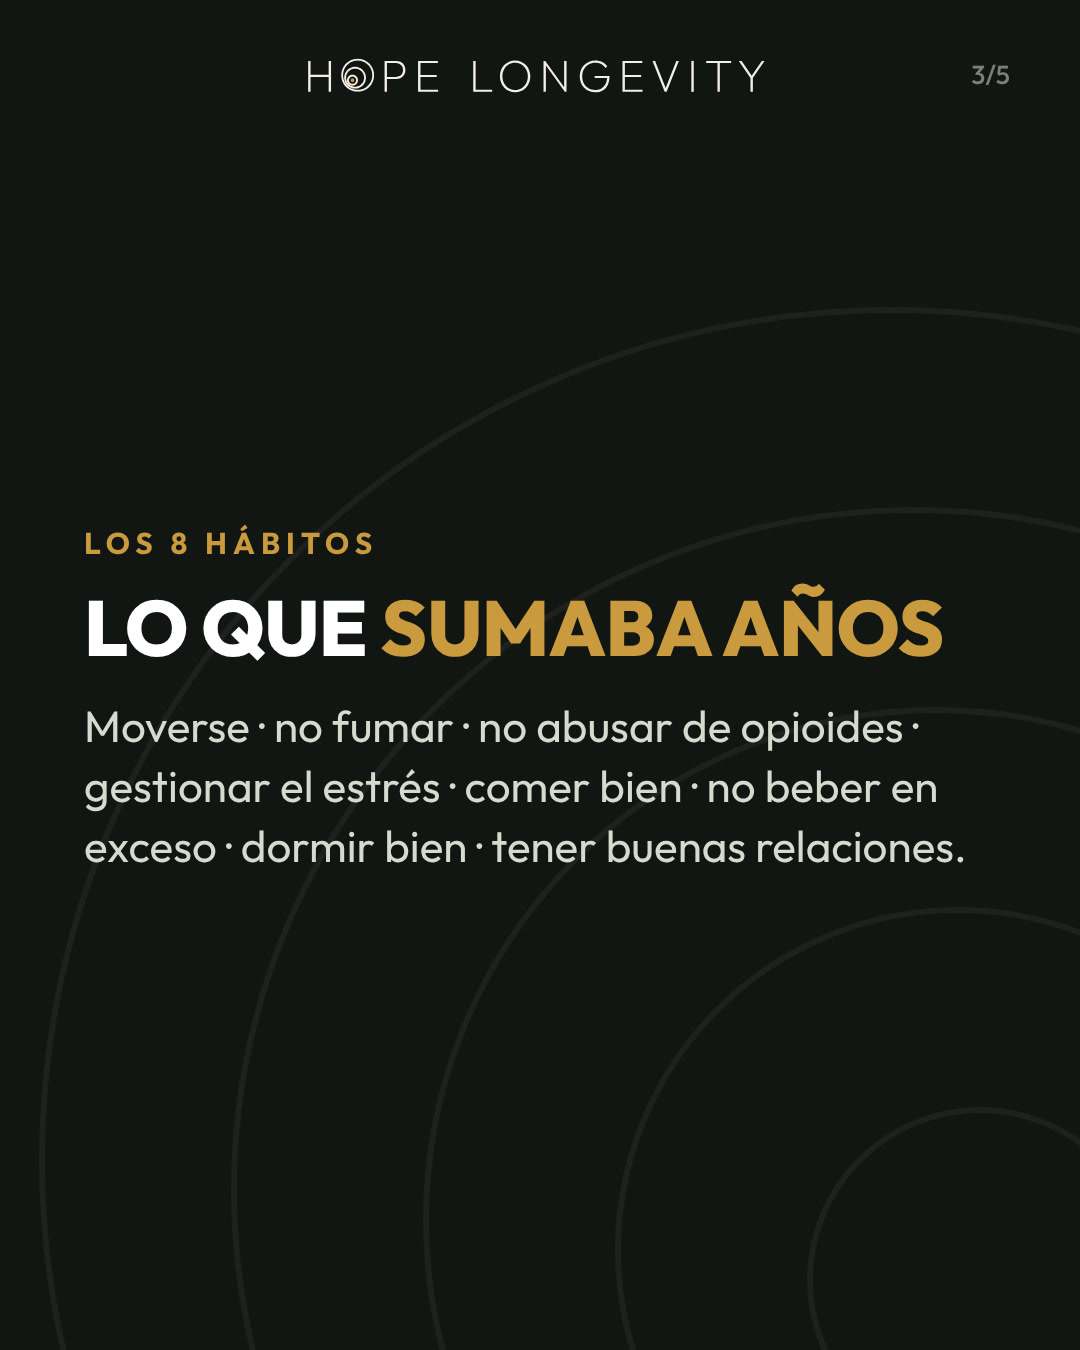 HOPE LONGEVITY
3/5
LOS 8 HÁBITOS
LO QUE SUMABA AÑOS
Moverse · no fumar · no abusar de opioides ·
gestionar el estrés · comer bien · no beber en
exceso · dormir bien · tener buenas relaciones.